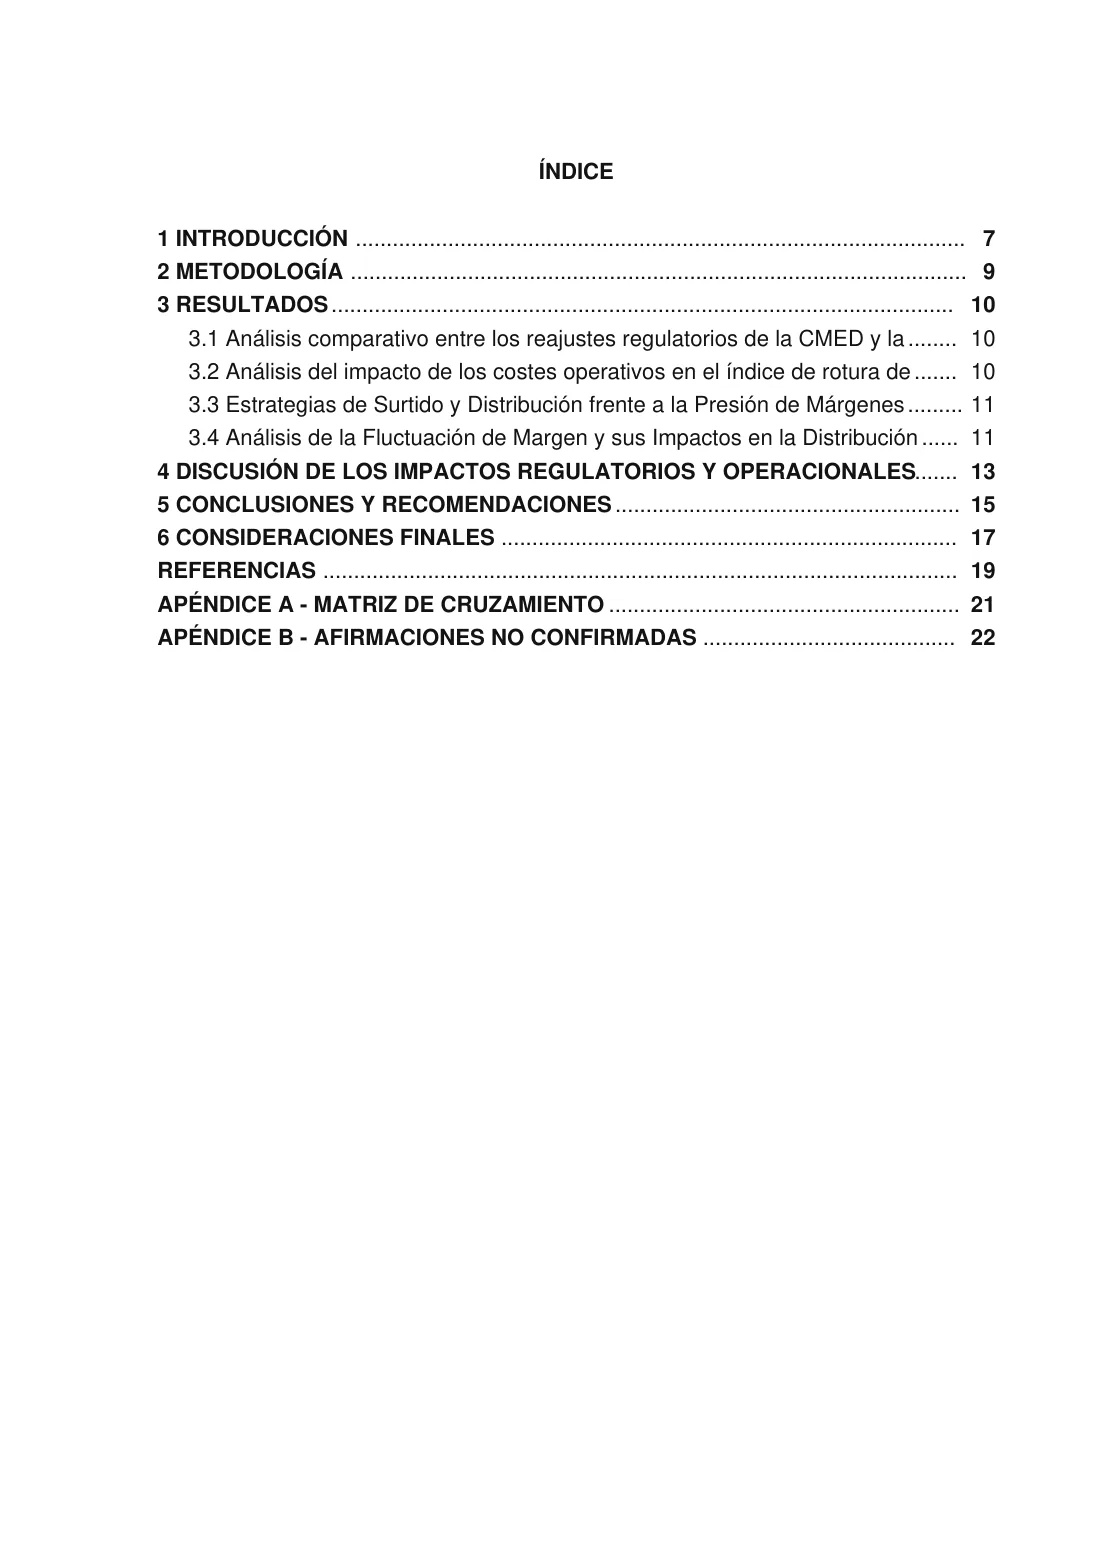 ÍNDICE
1 INTRODUCCIÓN .................................................................................................... 7
2 METODOLOGÍA ..................................................................................................... 9
3 RESULTADOS...................................................................................................... 10
3.1 Análisis comparativo entre los reajustes regulatorios de la CMED y la ........ 10
3.2 Análisis del impacto de los costes operativos en el índice de rotura de ....... 10
3.3 Estrategias de Surtido y Distribución frente a la Presión de Márgenes ......... 11
3.4 Análisis de la Fluctuación de Margen y sus Impactos en la Distribución ...... 11
4 DISCUSIÓN DE LOS IMPACTOS REGULATORIOS Y OPERACIONALES....... 13
5 CONCLUSIONES Y RECOMENDACIONES ........................................................ 15
6 CONSIDERACIONES FINALES .......................................................................... 17
REFERENCIAS ....................................................................................................... 19
APÉNDICE A - MATRIZ DE CRUZAMIENTO ......................................................... 21
APÉNDICE B - AFIRMACIONES NO CONFIRMADAS ......................................... 22